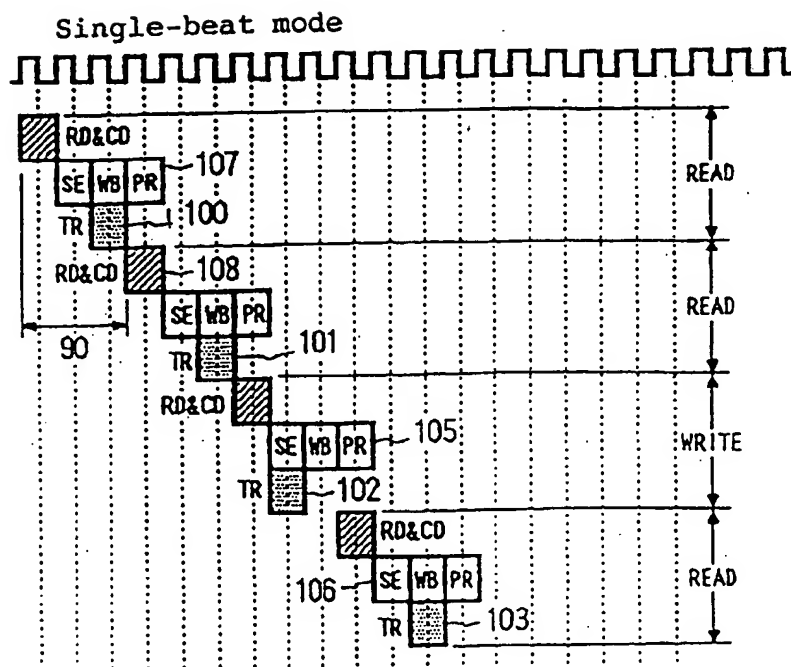 Single-beat mode
RD&CD
SE WB PR 107
READ
TR 100
RD&CD 108
SE WB PR
READ
90
TR 101
RD&CD
SE WB PR 105
WRITE
TR 102
RD&CD
106 SE WB PR
READ
TR 103